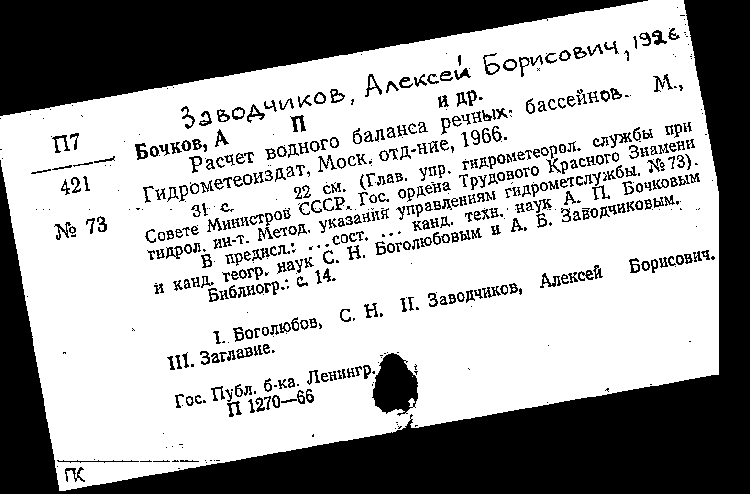 Заводчиков, Алексей Борисович, 1926
П7
421
№ 73
Бочков, А П и др.
Расчет водного баланса речных бассейнов. М.,
Гидрометеоиздат, Моск. отд-ние, 1966.
31 с. 22 см. (Глав. упр. гидрометеорол. службы при
Совете Министров СССР. Гос. ордена Трудового Красного Знамени
гидрол. ин-т. Метод. указания управлениям гидрометслужбы. № 73).
В предисл.: ...сост. ... канд. техн. наук А. П. Бочковым
и канд. геогр. наук С. Н. Боголюбовым и А. Б. Заводчиковым.
Библиогр.: с. 14.
I. Боголюбов, С. Н. II. Заводчиков, Алексей Борисович.
III. Заглавие.
Гос. Публ. б-ка. Ленингр.
П 1270—66
ПК